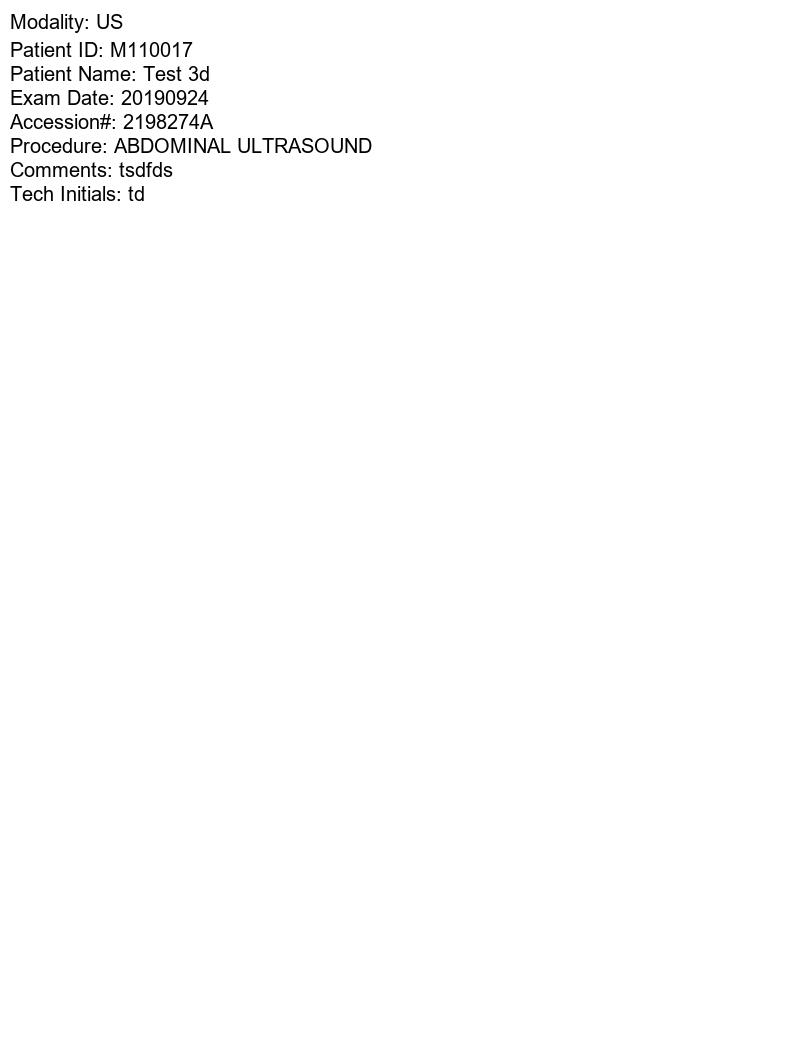 Modality: US
Patient ID: M110017
Patient Name: Test 3d
Exam Date: 20190924
Accession#: 2198274A
Procedure: ABDOMINAL ULTRASOUND
Comments: tsdfds
Tech Initials: td